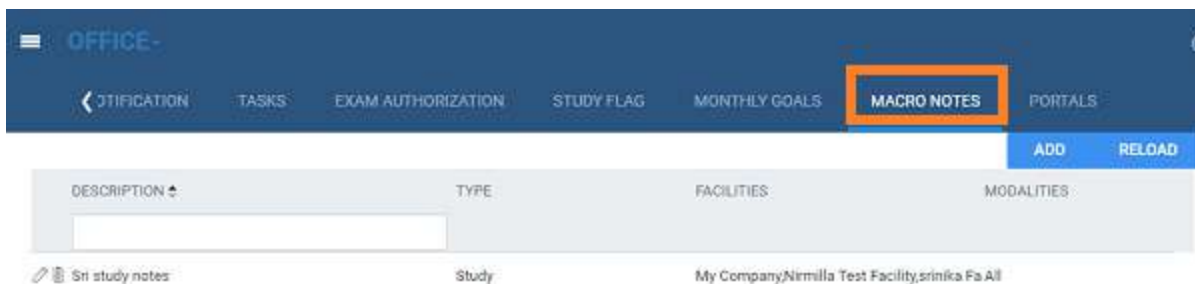 OFFICE-
OTIFICATION TASKS EXAM AUTHORIZATION STUDY FLAG MONTHLY GOALS MACRO NOTES PORTALS
ADD RELOAD
DESCRIPTION TYPE FACILITIES MODALITIES
Sri study notes Study My Company,Nirmilla Test Facility,srinika Fa All